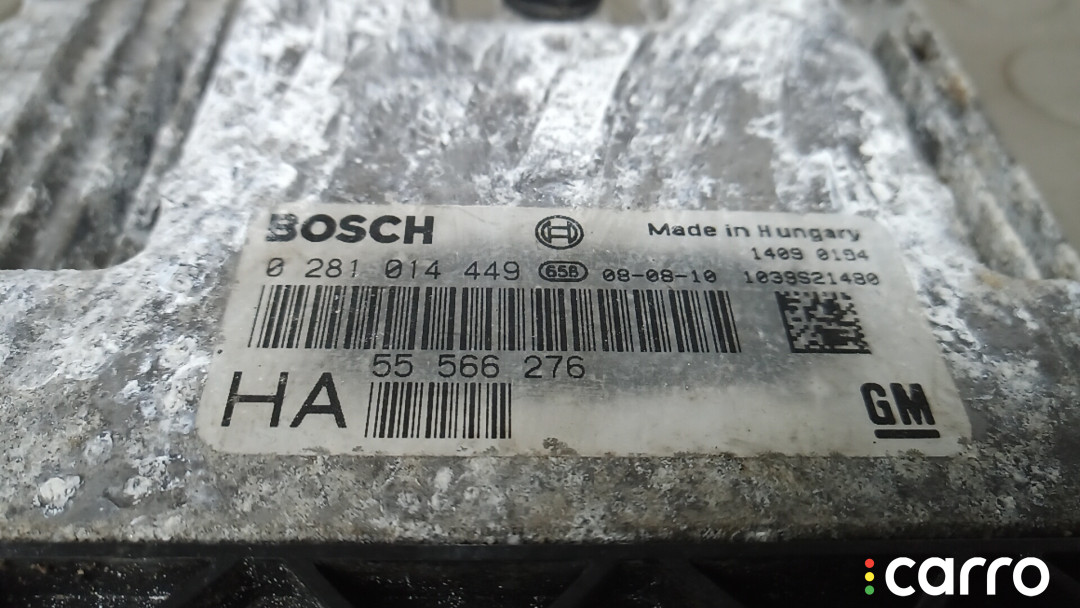 BOSCH Made in Hungary
1409 0194
0 281 014 449 656 08-08-10 1039S21480
55 566 276
HA
GM
carro